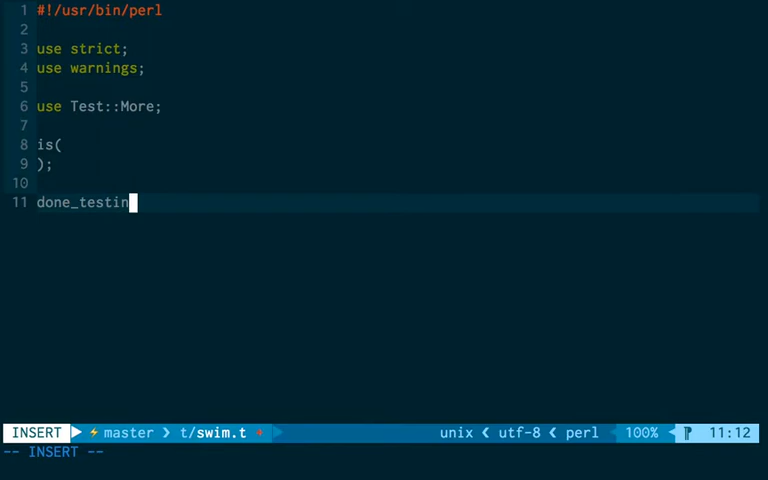 1 #!/usr/bin/perl
2
3 use strict;
4 use warnings;
5
6 use Test::More;
7
8 is(
9 );
10
11 done_testin
INSERT master t/swim.t + unix utf-8 perl 100% 11:12
-- INSERT --